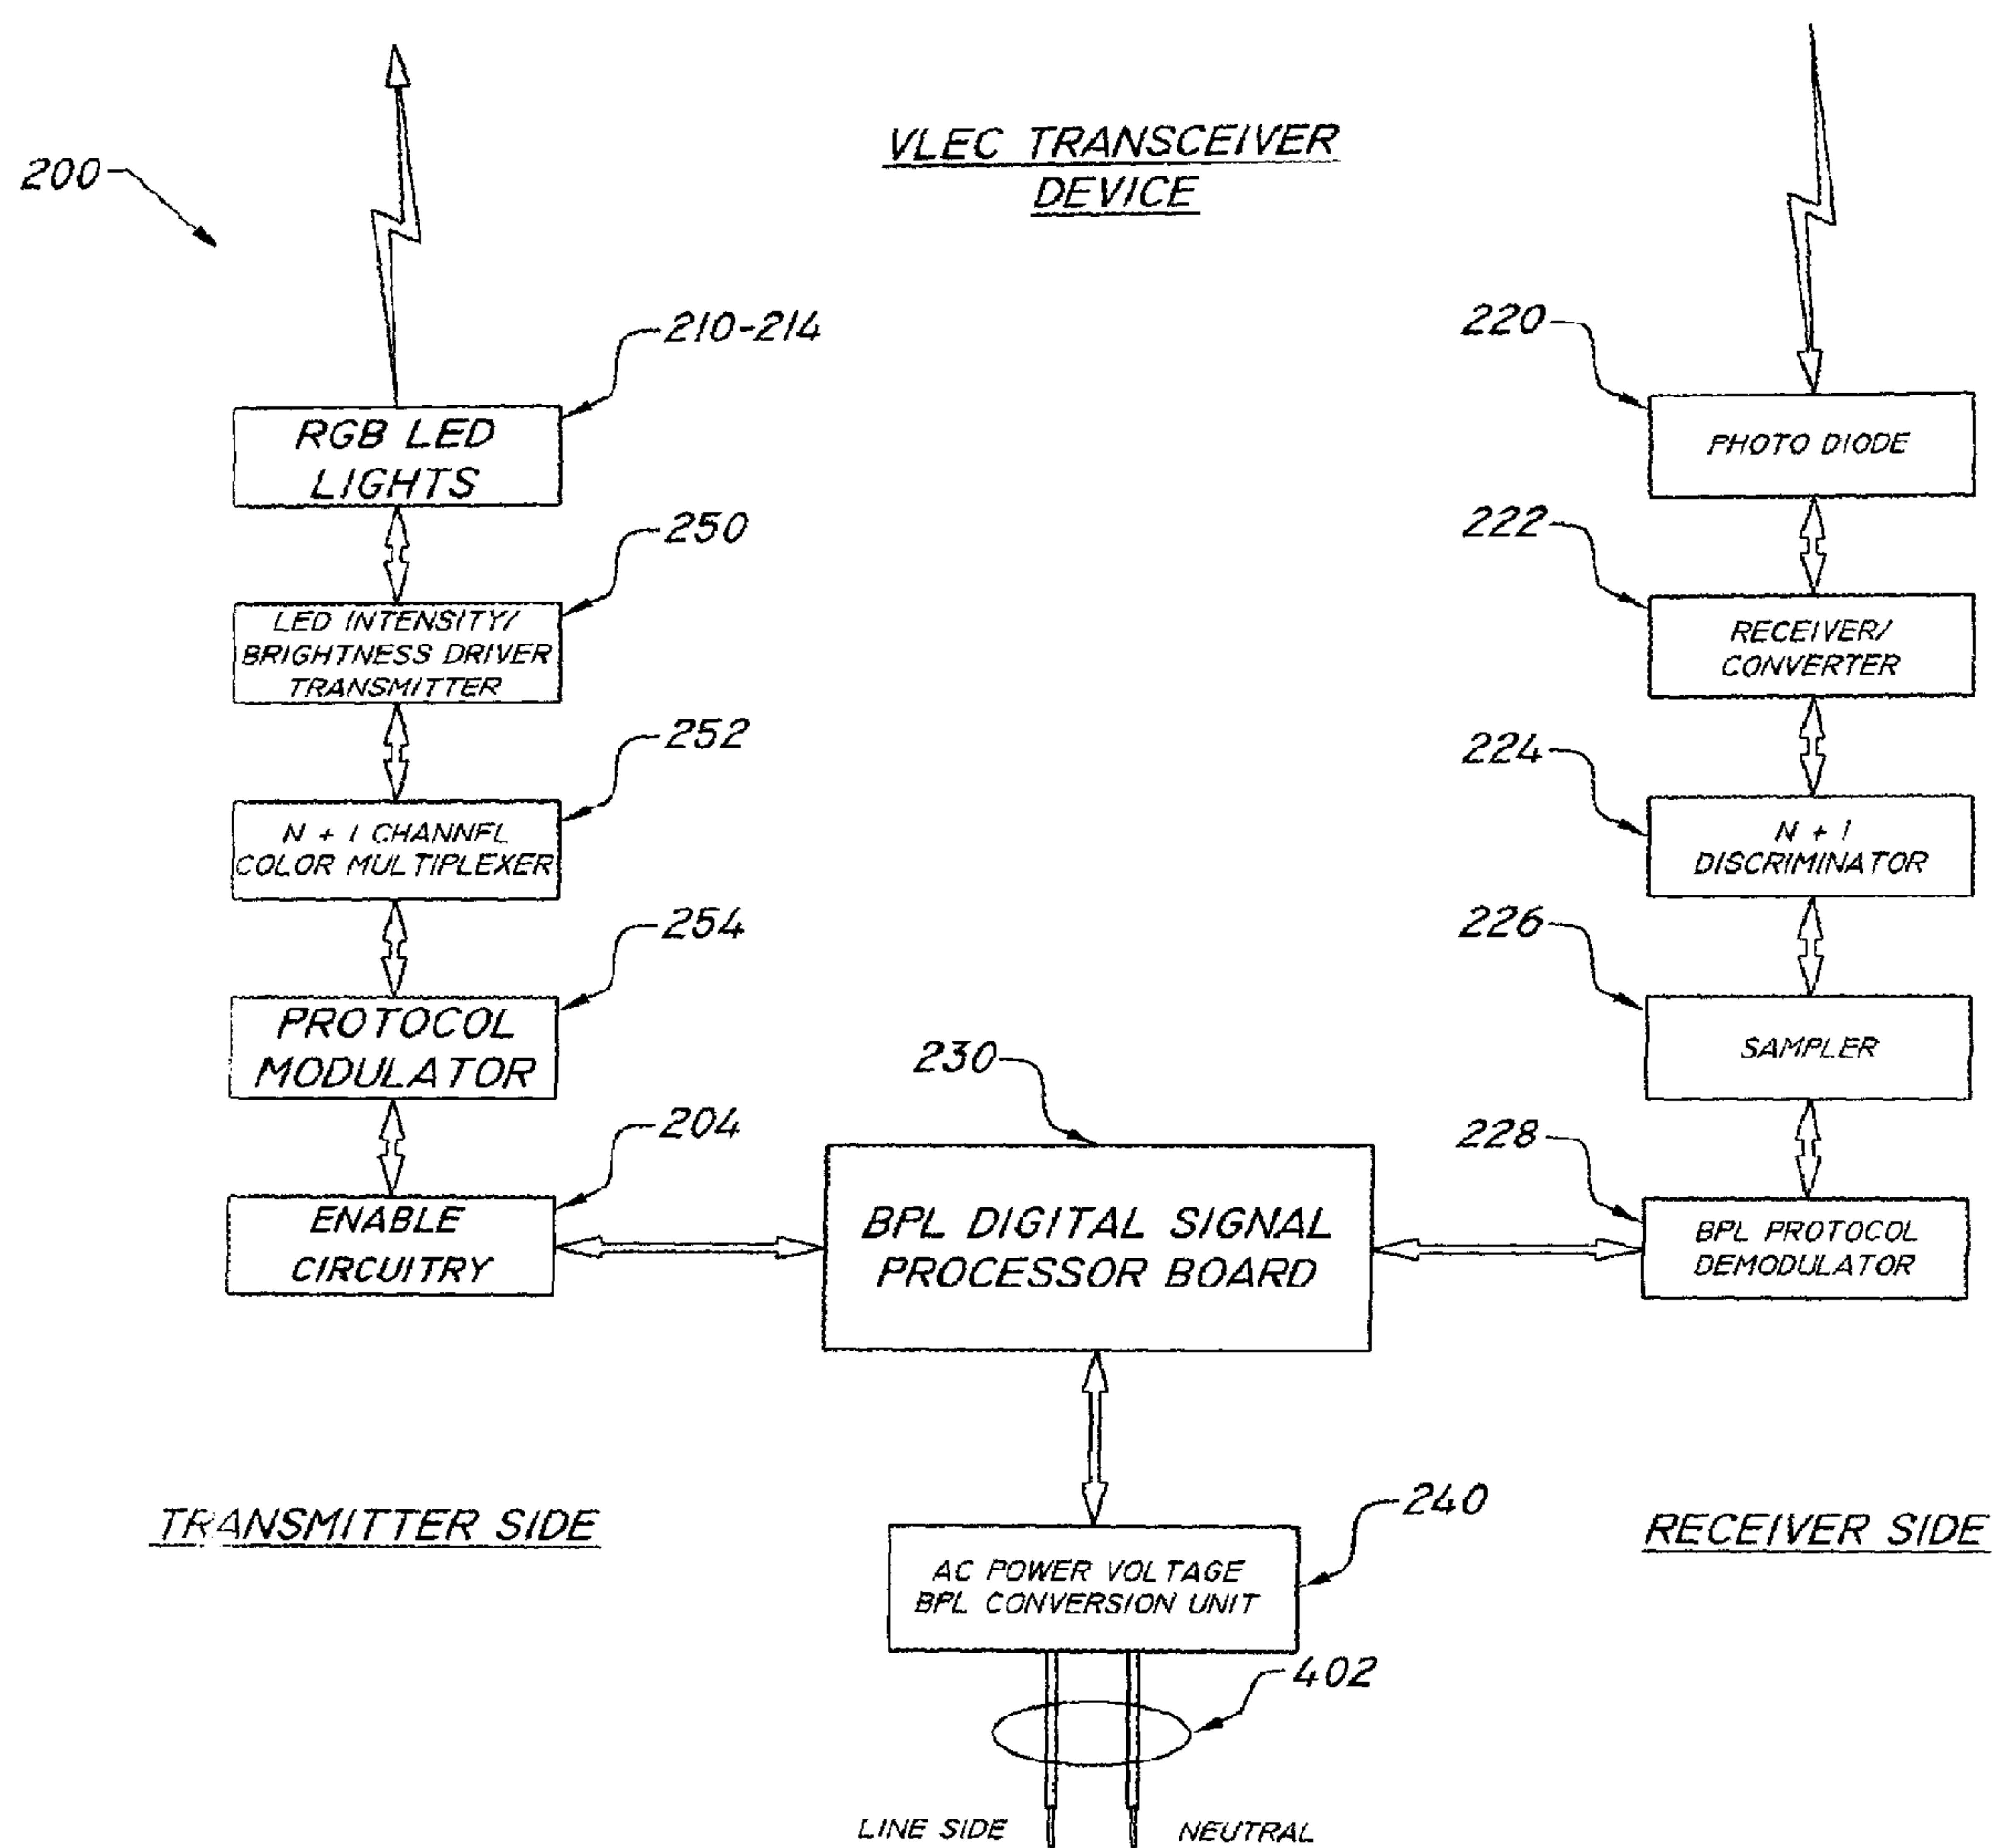 VLEC TRANSCEIVER
DEVICE
200
210-214
RGB LED
LIGHTS
250
LED INTENSITY/
BRIGHTNESS DRIVER
TRANSMITTER
252
N + 1 CHANNEL
COLOR MULTIPLEXER
254
PROTOCOL
MODULATOR
204
ENABLE
CIRCUITRY
230
BPL DIGITAL SIGNAL
PROCESSOR BOARD
220
PHOTO DIODE
222
RECEIVER/
CONVERTER
224
N + 1
DISCRIMINATOR
226
SAMPLER
228
BPL PROTOCOL
DEMODULATOR
TRANSMITTER SIDE
RECEIVER SIDE
240
AC POWER VOLTAGE
BPL CONVERSION UNIT
402
LINE SIDE
NEUTRAL